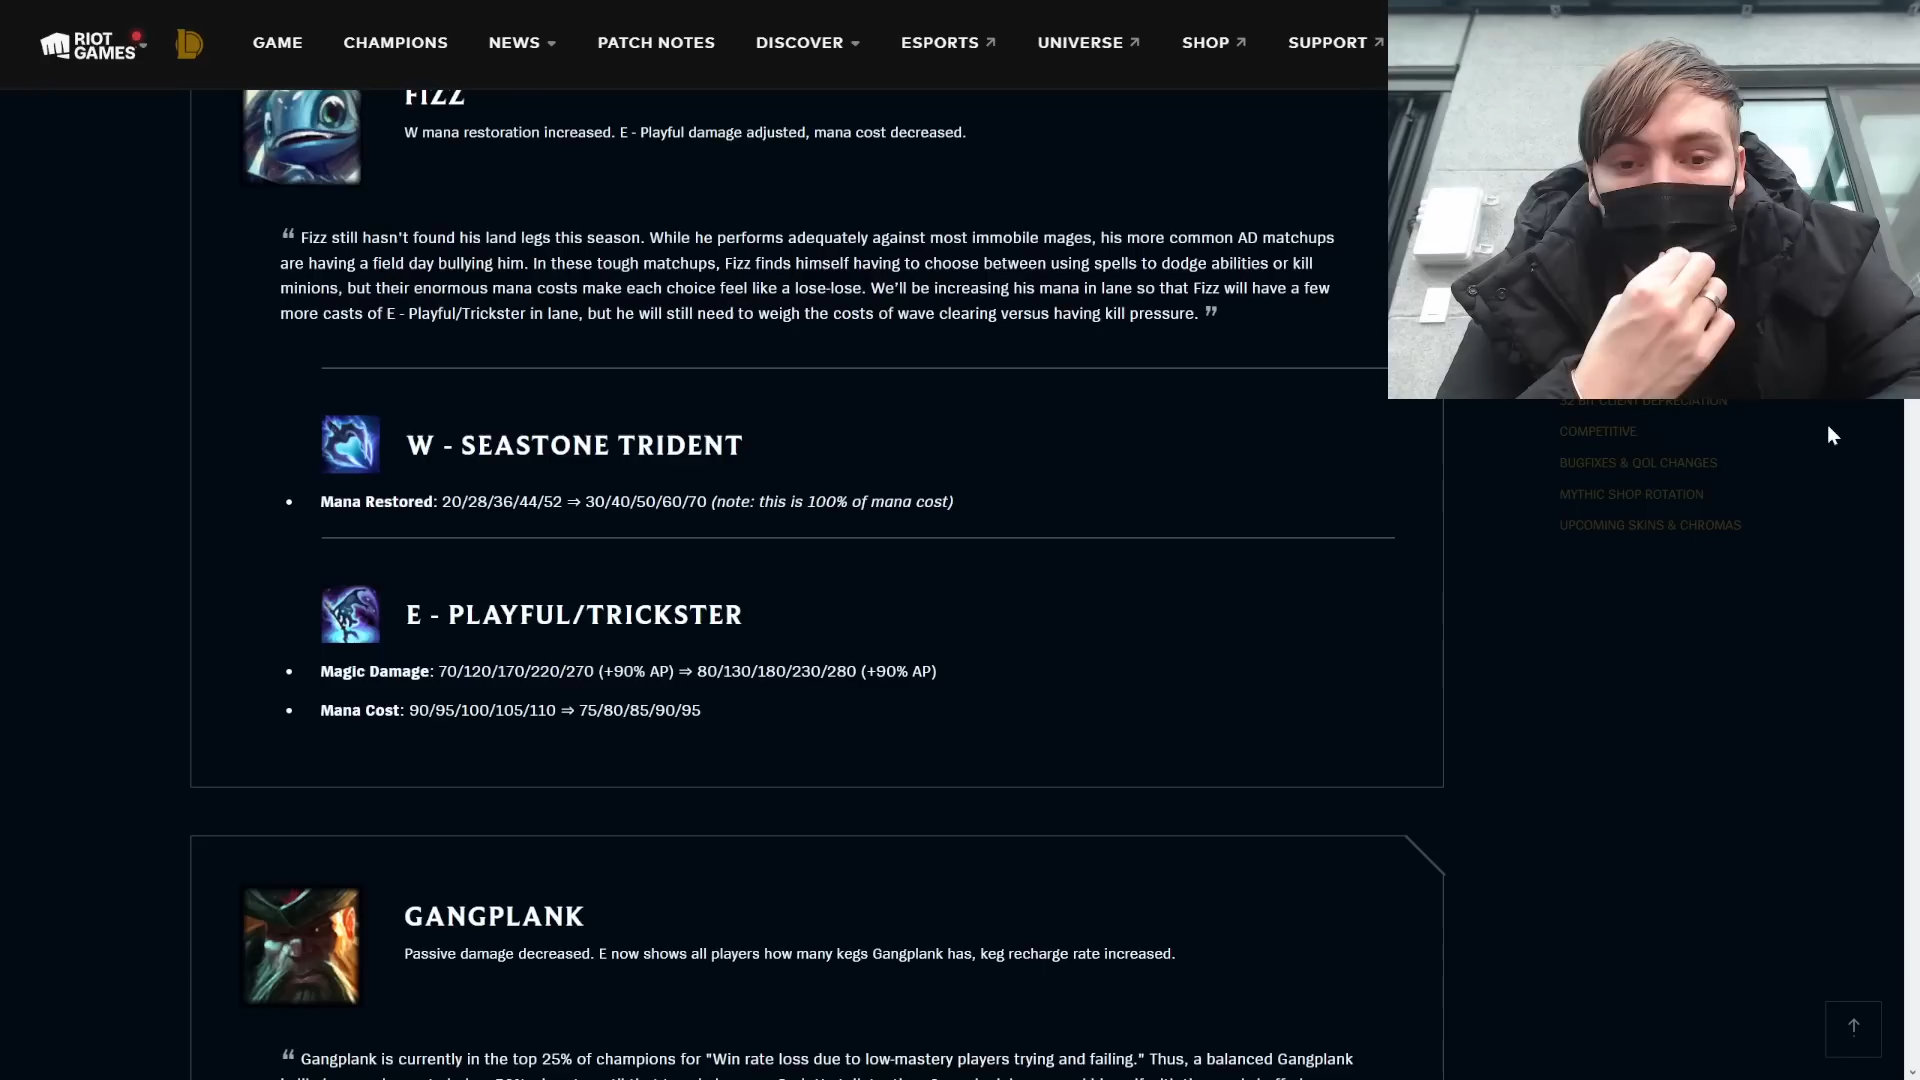 RIOT GAMES
GAME
CHAMPIONS
NEWS
PATCH NOTES
DISCOVER
ESPORTS
UNIVERSE
SHOP
SUPPORT
FIZZ
W mana restoration increased. E - Playful damage adjusted, mana cost decreased.
“ Fizz still hasn't found his land legs this season. While he performs adequately against most immobile mages, his more common AD matchups
are having a field day bullying him. In these tough matchups, Fizz finds himself having to choose between using spells to dodge abilities or kill
minions, but their enormous mana costs make each choice feel like a lose-lose. We’ll be increasing his mana in lane so that Fizz will have a few
more casts of E - Playful/Trickster in lane, but he will still need to weigh the costs of wave clearing versus having kill pressure. ”
W - SEASTONE TRIDENT
• Mana Restored: 20/28/36/44/52 ⇒ 30/40/50/60/70 (note: this is 100% of mana cost)
E - PLAYFUL/TRICKSTER
• Magic Damage: 70/120/170/220/270 (+90% AP) ⇒ 80/130/180/230/280 (+90% AP)
• Mana Cost: 90/95/100/105/110 ⇒ 75/80/85/90/95
GANGPLANK
Passive damage decreased. E now shows all players how many kegs Gangplank has, keg recharge rate increased.
“ Gangplank is currently in the top 25% of champions for "Win rate loss due to low-mastery players trying and failing." Thus, a balanced Gangplank
32 BIT CLIENT DEPRECIATION
COMPETITIVE
BUGFIXES & QOL CHANGES
MYTHIC SHOP ROTATION
UPCOMING SKINS & CHROMAS